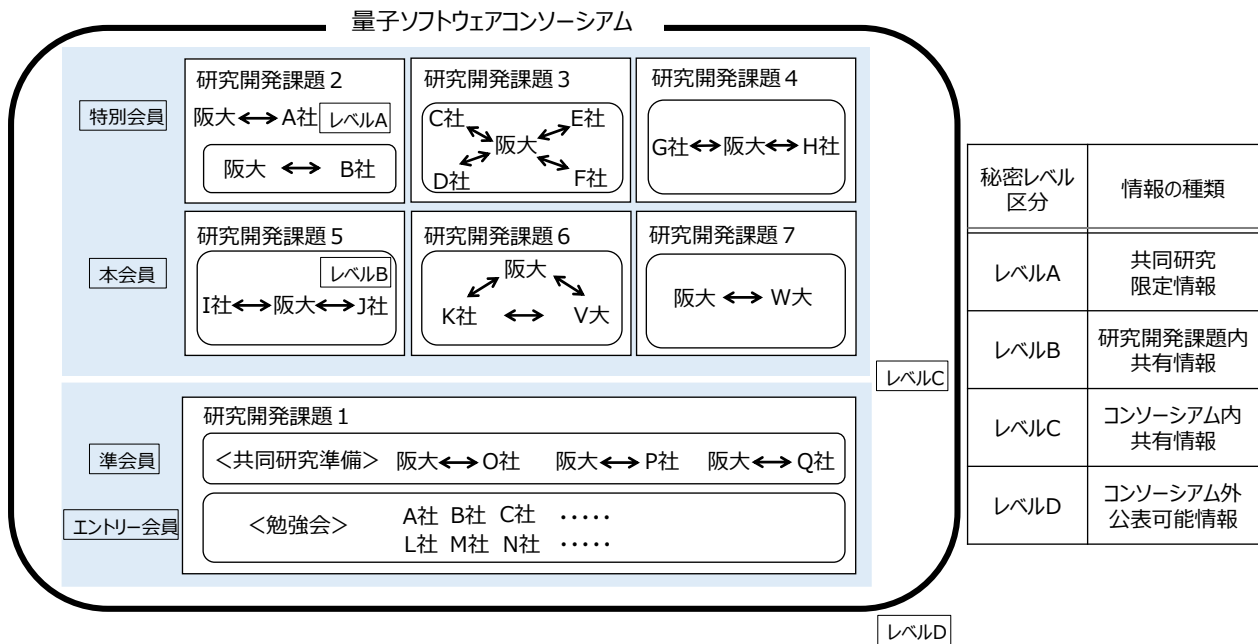 量子ソフトウェアコンソーシアム
特別会員
研究開発課題２
阪大 A社 レベルA
阪大 B社
研究開発課題３
C社 E社
阪大
D社 F社
研究開発課題４
G社 阪大 H社
本会員
研究開発課題５
レベルB
I社 阪大 J社
研究開発課題６
阪大
K社 V大
研究開発課題７
阪大 W大
レベルC
準会員
エントリー会員
研究開発課題１
＜共同研究準備＞ 阪大 O社 阪大 P社 阪大 Q社
＜勉強会＞
A社 B社 C社 ・・・・・
L社 M社 N社 ・・・・・
レベルD
秘密レベル
区分
情報の種類
レベルA
共同研究
限定情報
レベルB
研究開発課題内
共有情報
レベルC
コンソーシアム内
共有情報
レベルD
コンソーシアム外
公表可能情報